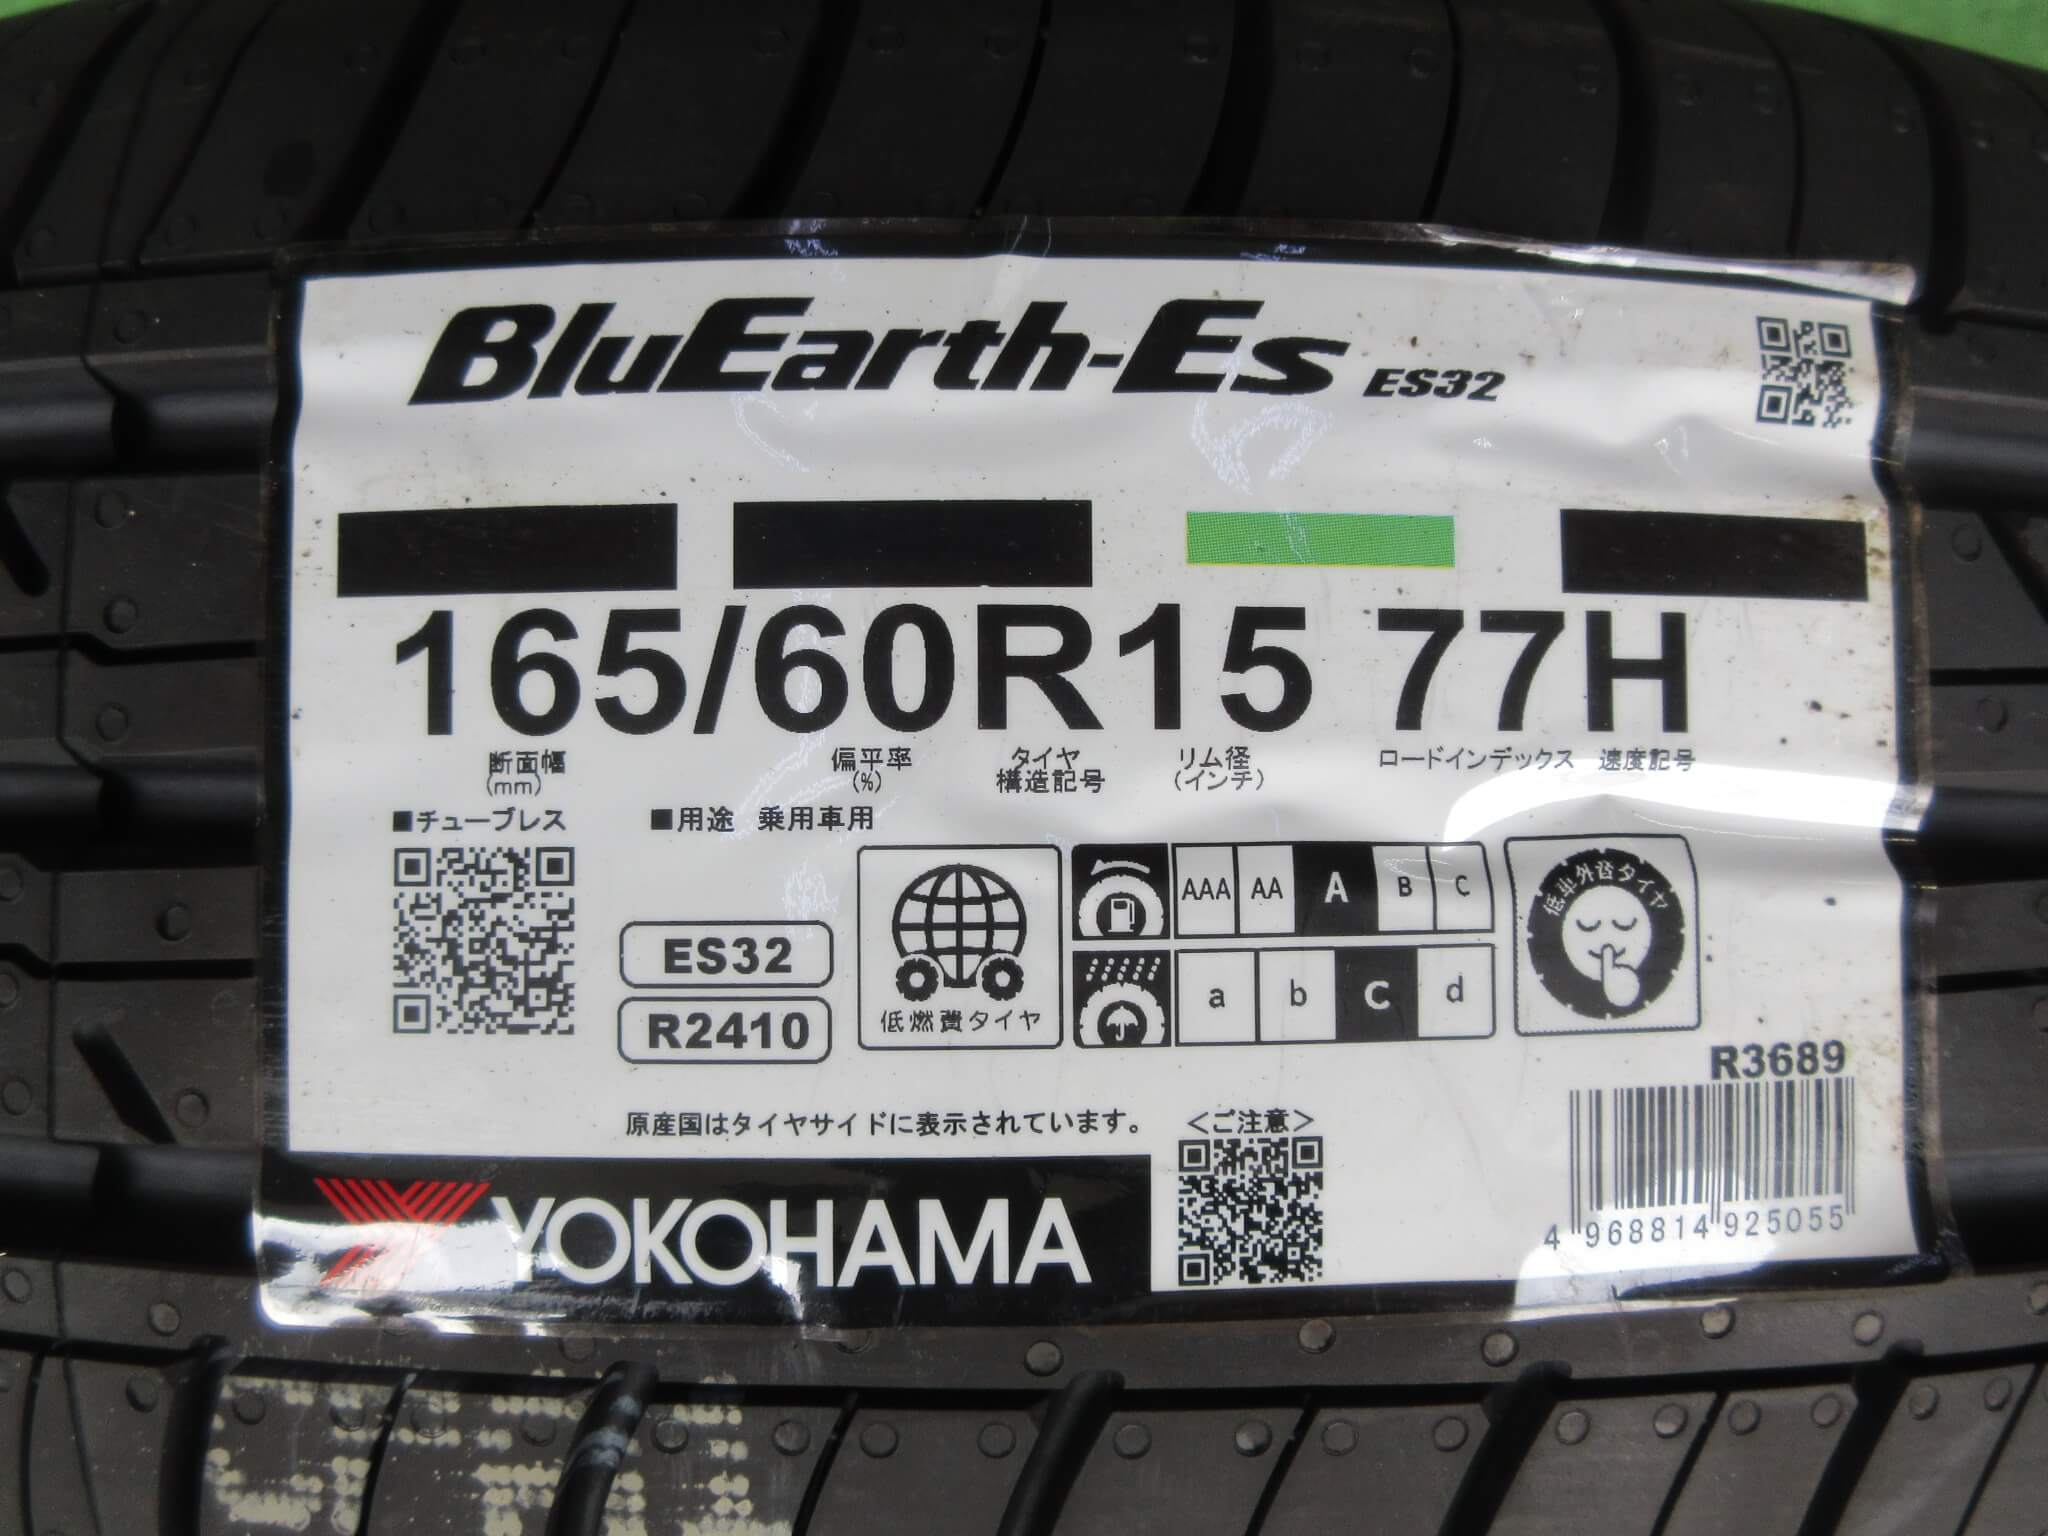 BluEarth-Es ES32
165/60R15 77H
断面幅 偏平率 タイヤ リム径 ロードインデックス 速度記号
(mm) (%) 構造記号 (インチ)
■チューブレス ■用途 乗用車用
AAA AA A B C
低車外音タイヤ
ES32
a b c d
R2410
低燃費タイヤ
R3689
原産国はタイヤサイドに表示されています。 <ご注意>
YOKOHAMA
4 968814 925055